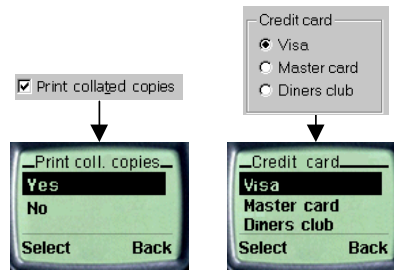 Credit card
Visa
Master card
Diners club
Print collated copies
Print coll. copies
Yes
No
Select Back
Credit card
Visa
Master card
Diners club
Select Back